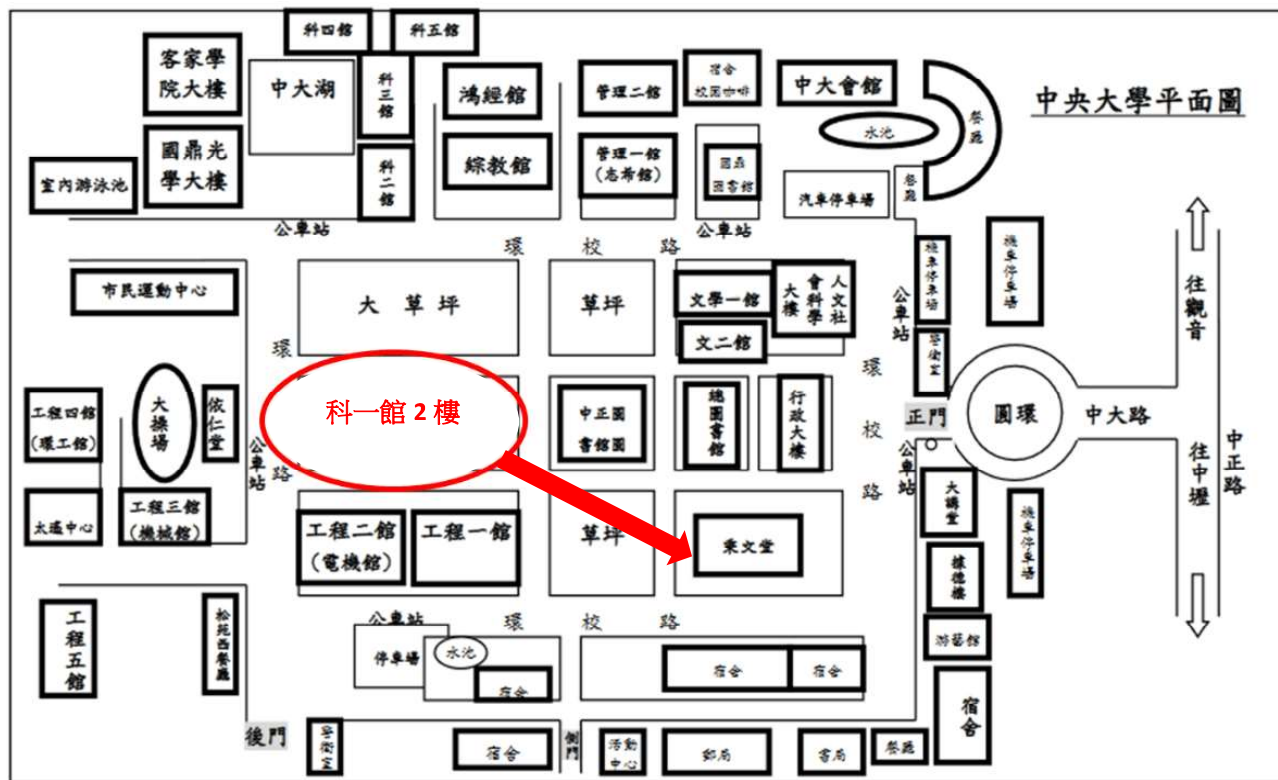 中央大學平面圖
科四館
科五館
客家學
院大樓
中大湖
科三館
鴻經館
管理二館
宿舍
校園咖啡
中大會館
餐廳
水池
國鼎光
學大樓
室內游泳池
科二館
綜教館
管理一館
(志希館)
國鼎
圖書館
汽車停車場
餐廳
公車站
環校路
公車站
市民運動中心
大草坪
草坪
文學一館
人文社
會科學
大樓
文二館
公車站
機車停車場
機車停車場
警衛室
往觀音
環
路
科一館 2 樓
中正圖
書館園
總圖書館
行政大樓
環校路
正門
圓環
中大路
中正路
往中壢
工程四館
(環工館)
大操場
依仁堂
公車站
公車站
太遙中心
工程三館
(機械館)
工程二館
(電機館)
工程一館
草坪
秉文堂
大講堂
機車停車場
據德樓
游藝館
宿舍
工程五館
松苑西餐廳
公車站
環校路
停車場
水池
宿舍
宿舍
宿舍
後門
警衛室
宿舍
側門
活動
中心
郵局
書局
餐廳